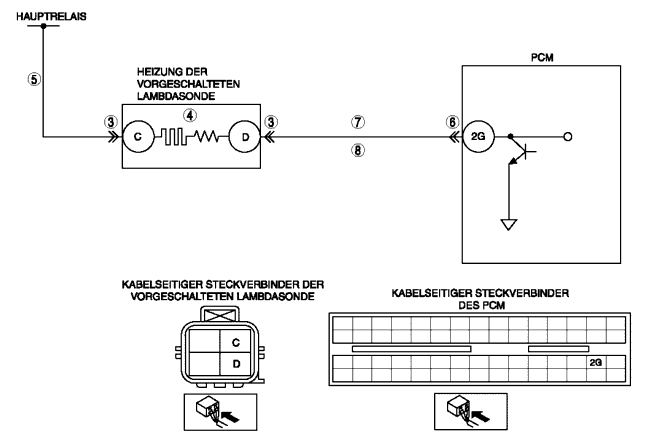 HAUPTRELAIS
PCM
HEIZUNG DER
VORGESCHALTETEN
LAMBDASONDE
⑤
③
④
③
⑦
⑥
C
D
2G
⑧
KABELSEITIGER STECKVERBINDER DER
VORGESCHALTETEN LAMBDASONDE
KABELSEITIGER STECKVERBINDER
DES PCM
C
D
2G